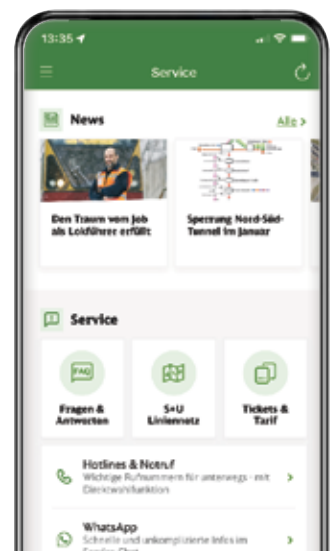 13:35
Service
News
Alle >
Den Traum vom Job
als Lokführer erfüllt
Sperrung Nord-Süd-
Tunnel im Januar
Service
FAQ
Fragen &
Antworten
S+U
Liniennetz
Tickets &
Tarif
Hotlines & Notruf
Wichtige Rufnummern für unterwegs - mit
Direktwahlfunktion
WhatsApp
Schnelle und unkomplizierte Infos im
Service-Chat